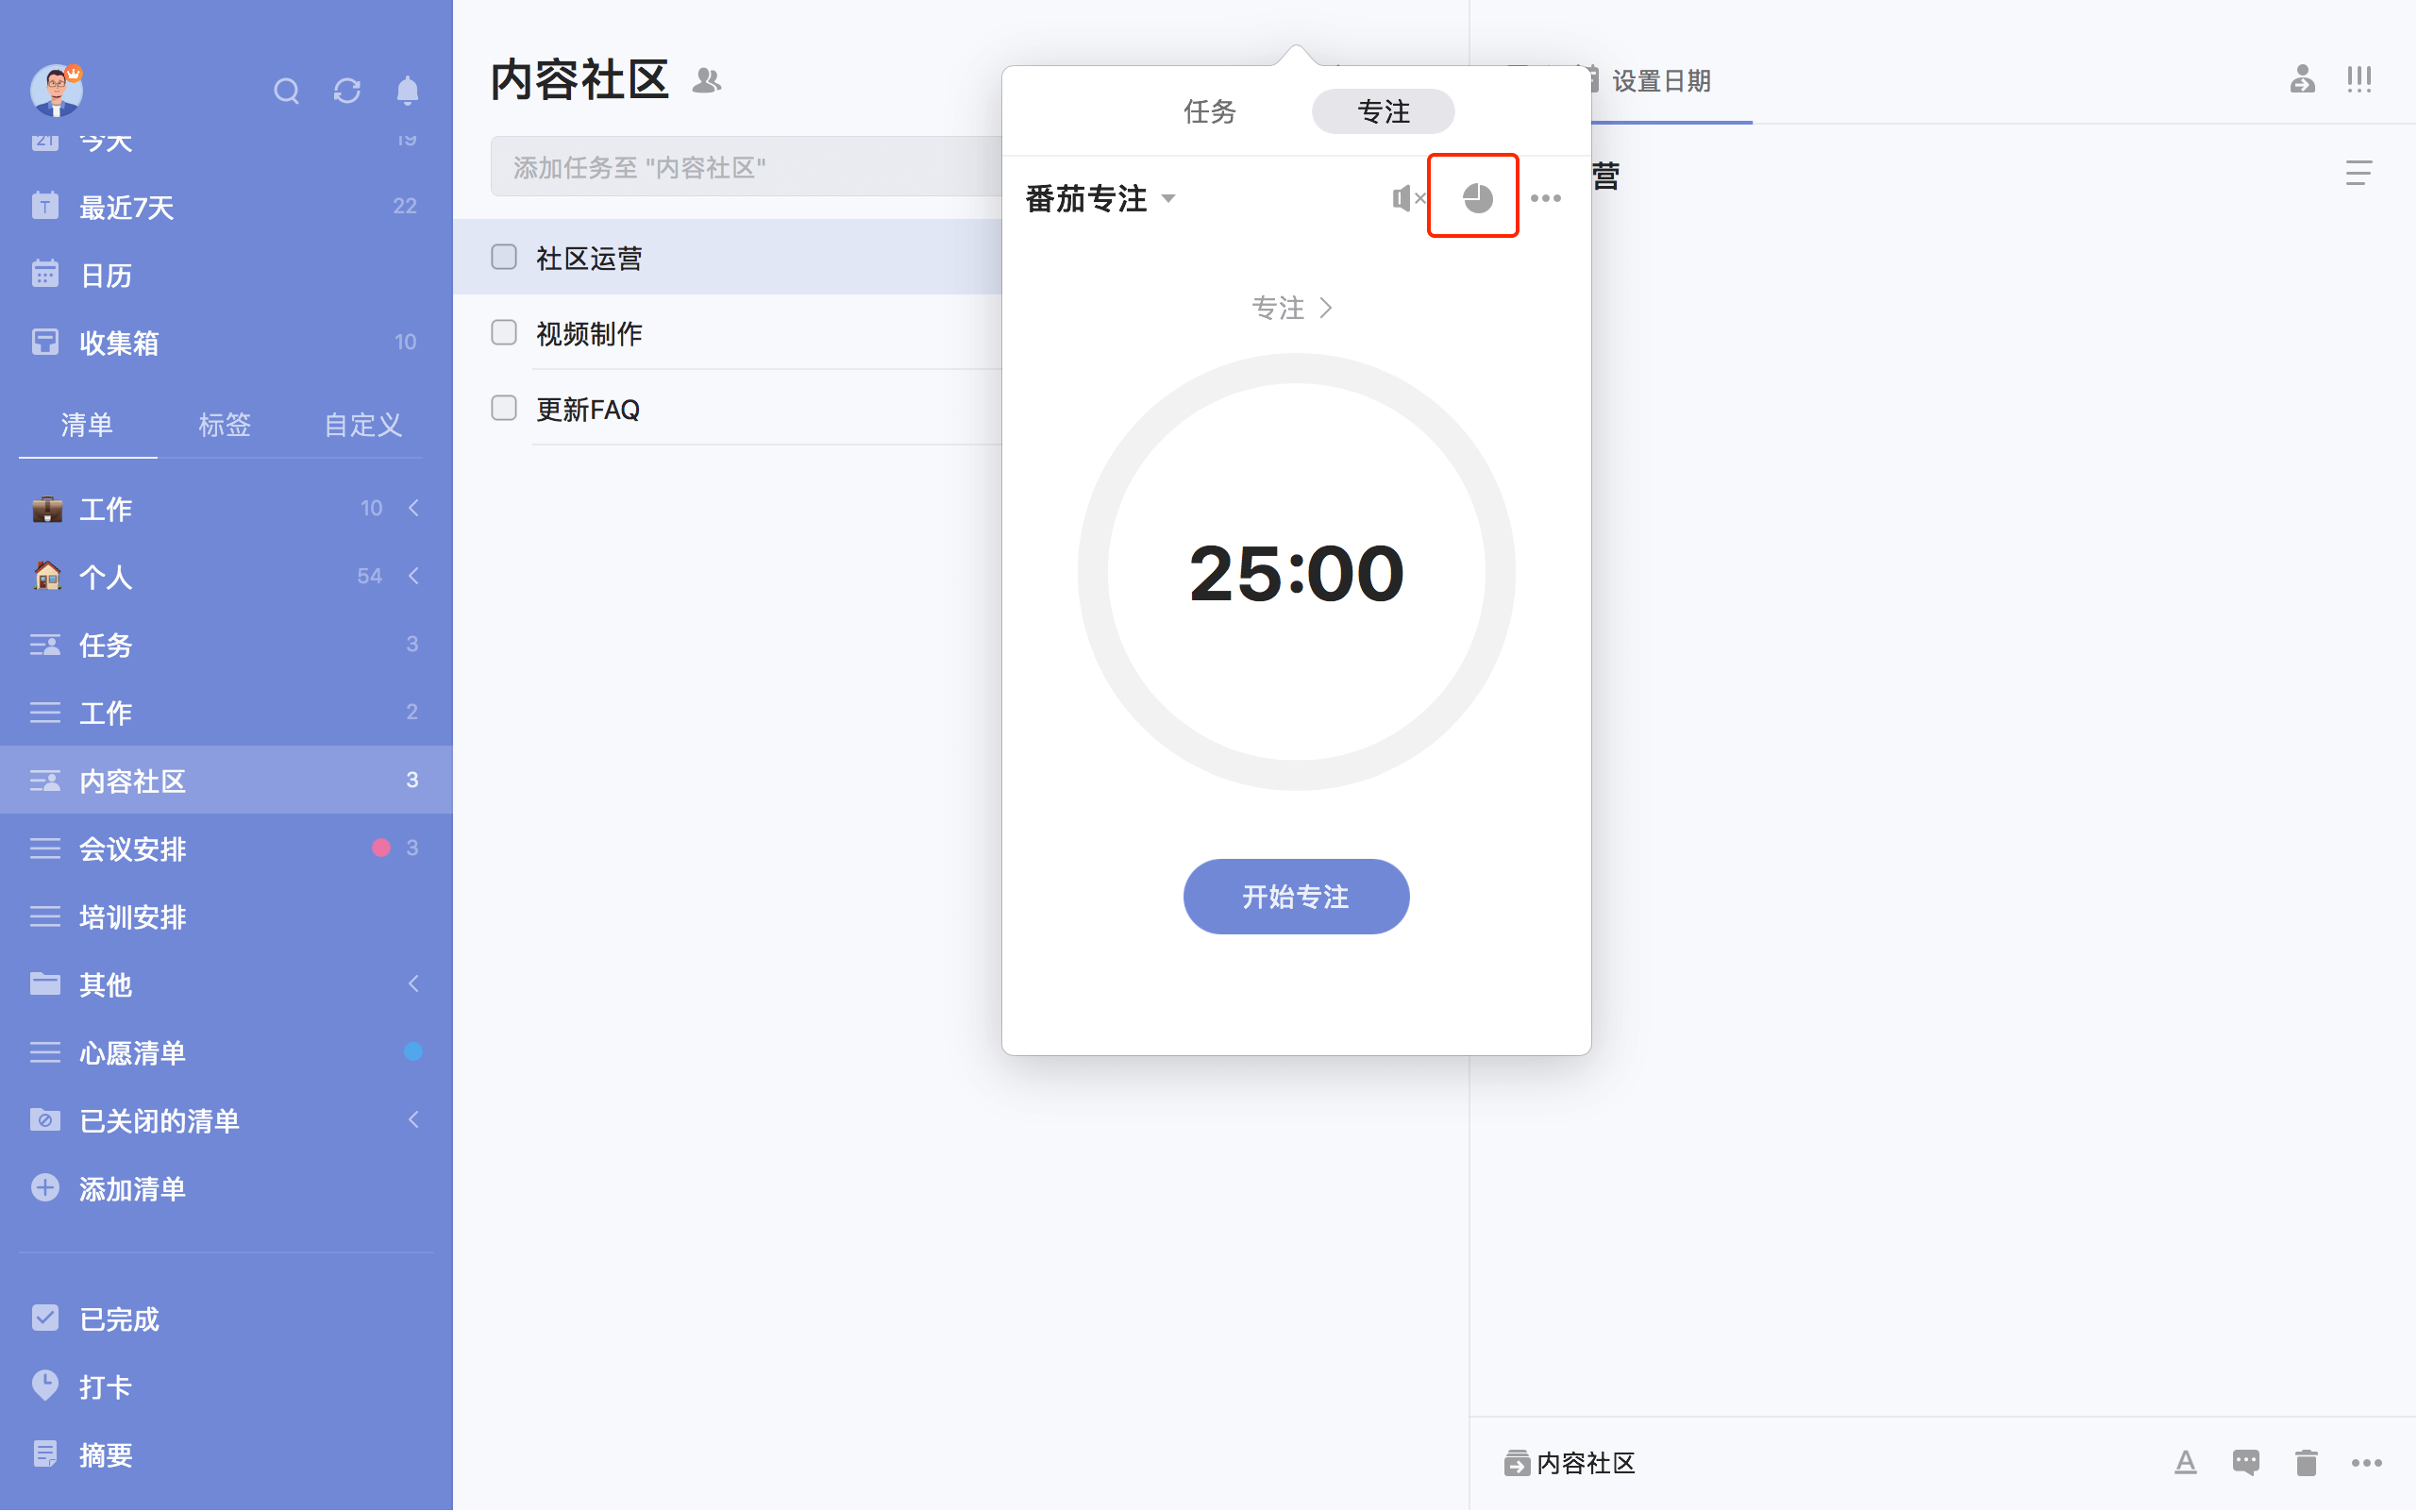 今天 19
最近7天 22
日历
收集箱 10
清单 标签 自定义
工作 10
个人 54
任务 3
工作 2
内容社区 3
会议安排 3
培训安排
其他
心愿清单
已关闭的清单
添加清单
已完成
打卡
摘要
内容社区
添加任务至 "内容社区"
社区运营
视频制作
更新FAQ
任务 专注
番茄专注
专注
25:00
开始专注
设置日期
营
内容社区